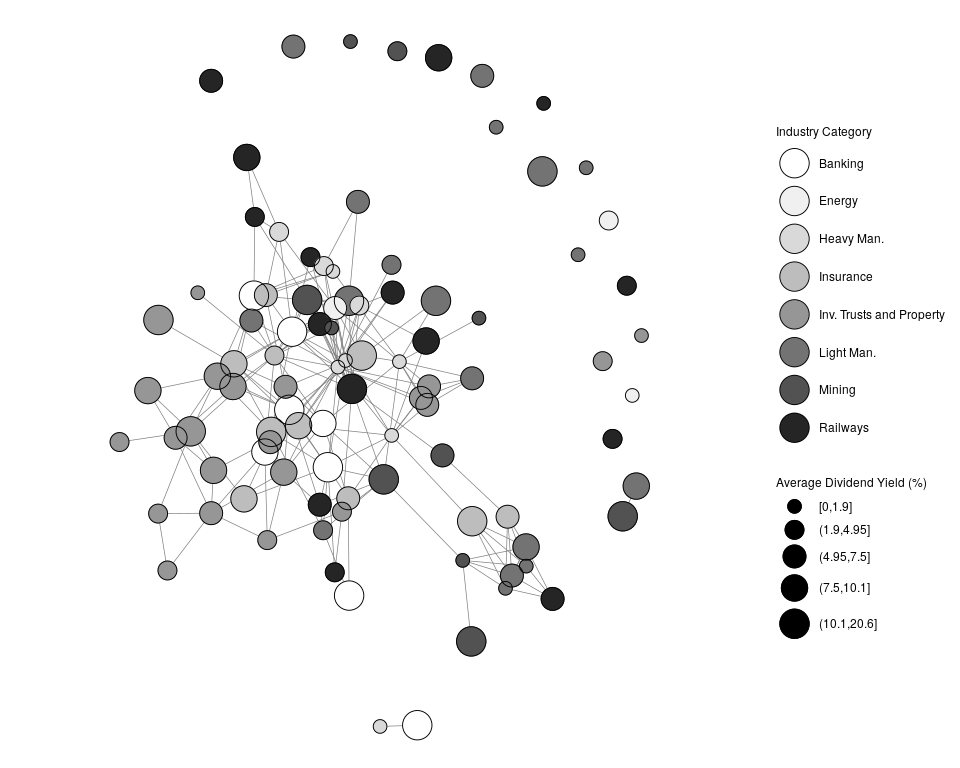 Industry Category
Banking
Energy
Heavy Man.
Insurance
Inv. Trusts and Property
Light Man.
Mining
Railways
Average Dividend Yield (%)
[0,1.9]
(1.9,4.95]
(4.95,7.5]
(7.5,10.1]
(10.1,20.6]